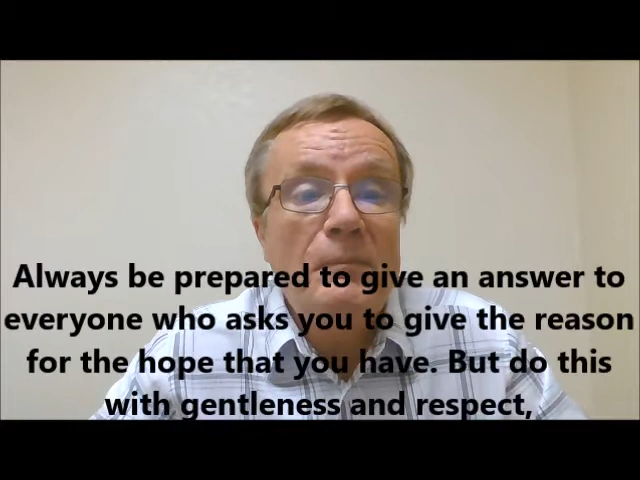 Always be prepared to give an answer to
everyone who asks you to give the reason
for the hope that you have. But do this
with gentleness and respect,